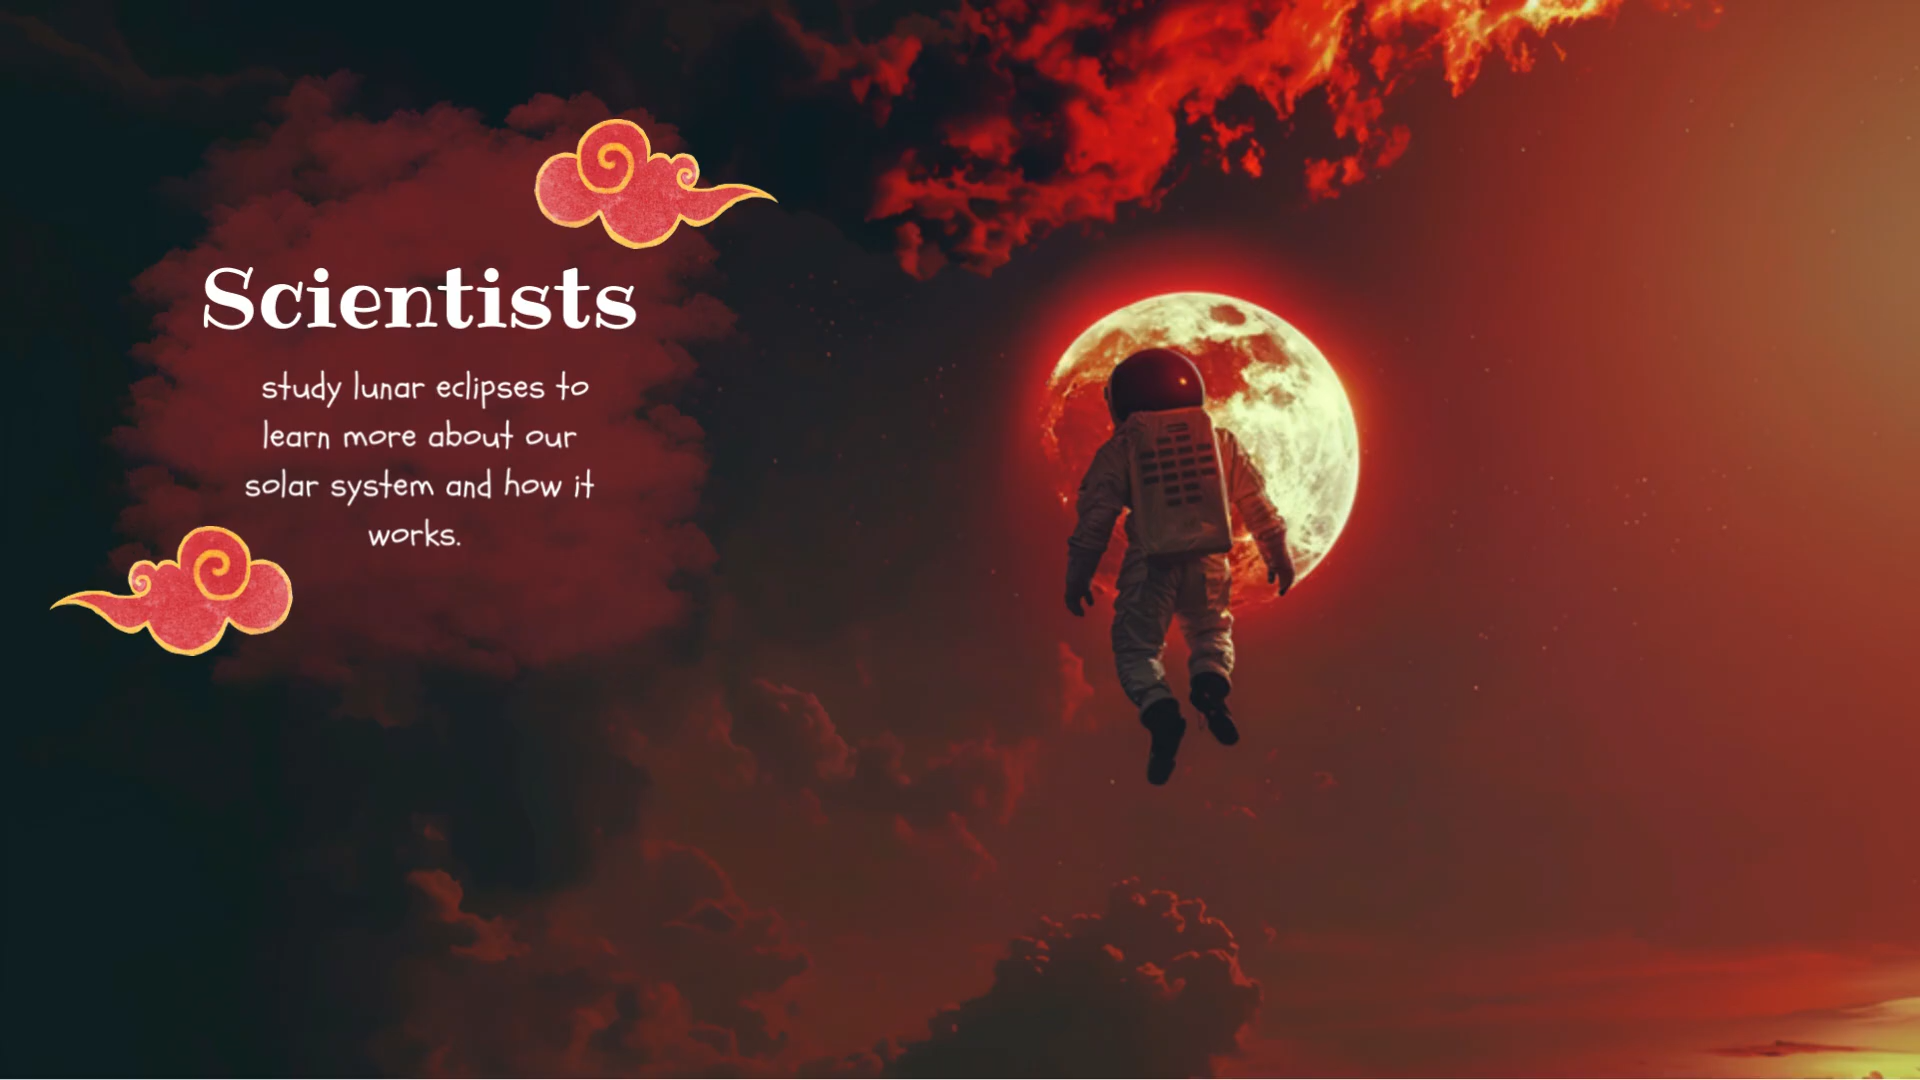 Scientists
study lunar eclipses to
learn more about our
solar system and how it
works.